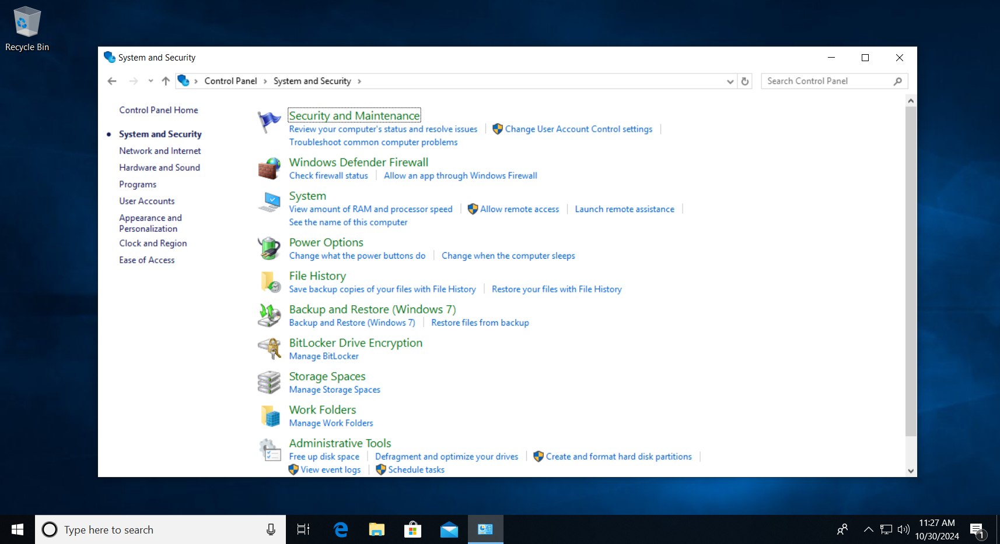 Recycle Bin
System and Security
Control Panel
System and Security
Search Control Panel
Control Panel Home
System and Security
Network and Internet
Hardware and Sound
Programs
User Accounts
Appearance and
Personalization
Clock and Region
Ease of Access
Security and Maintenance
Review your computer's status and resolve issues
Change User Account Control settings
Troubleshoot common computer problems
Windows Defender Firewall
Check firewall status
Allow an app through Windows Firewall
System
View amount of RAM and processor speed
Allow remote access
Launch remote assistance
See the name of this computer
Power Options
Change what the power buttons do
Change when the computer sleeps
File History
Save backup copies of your files with File History
Restore your files with File History
Backup and Restore (Windows 7)
Backup and Restore (Windows 7)
Restore files from backup
BitLocker Drive Encryption
Manage BitLocker
Storage Spaces
Manage Storage Spaces
Work Folders
Manage Work Folders
Administrative Tools
Free up disk space
Defragment and optimize your drives
Create and format hard disk partitions
View event logs
Schedule tasks
Type here to search
11:27 AM
10/30/2024
1